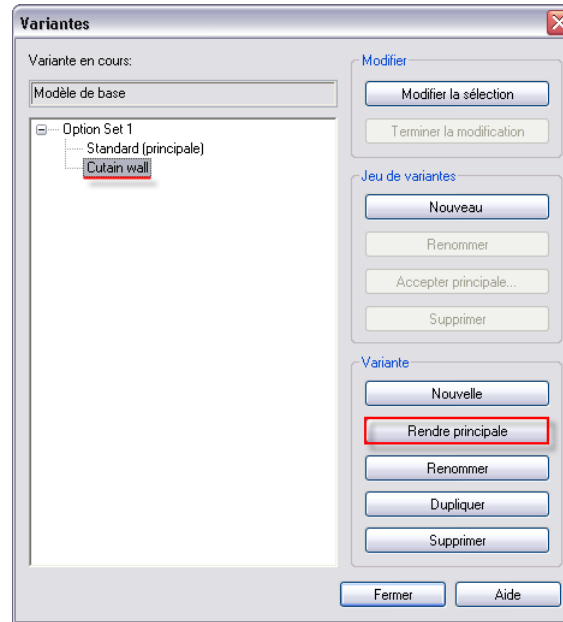 Variantes
Variante en cours:
Modèle de base
Option Set 1
Standard (principale)
Cutain wall
Modifier
Modifier la sélection
Terminer la modification
Jeu de variantes
Nouveau
Renommer
Accepter principale...
Supprimer
Variante
Nouvelle
Rendre principale
Renommer
Dupliquer
Supprimer
Fermer
Aide